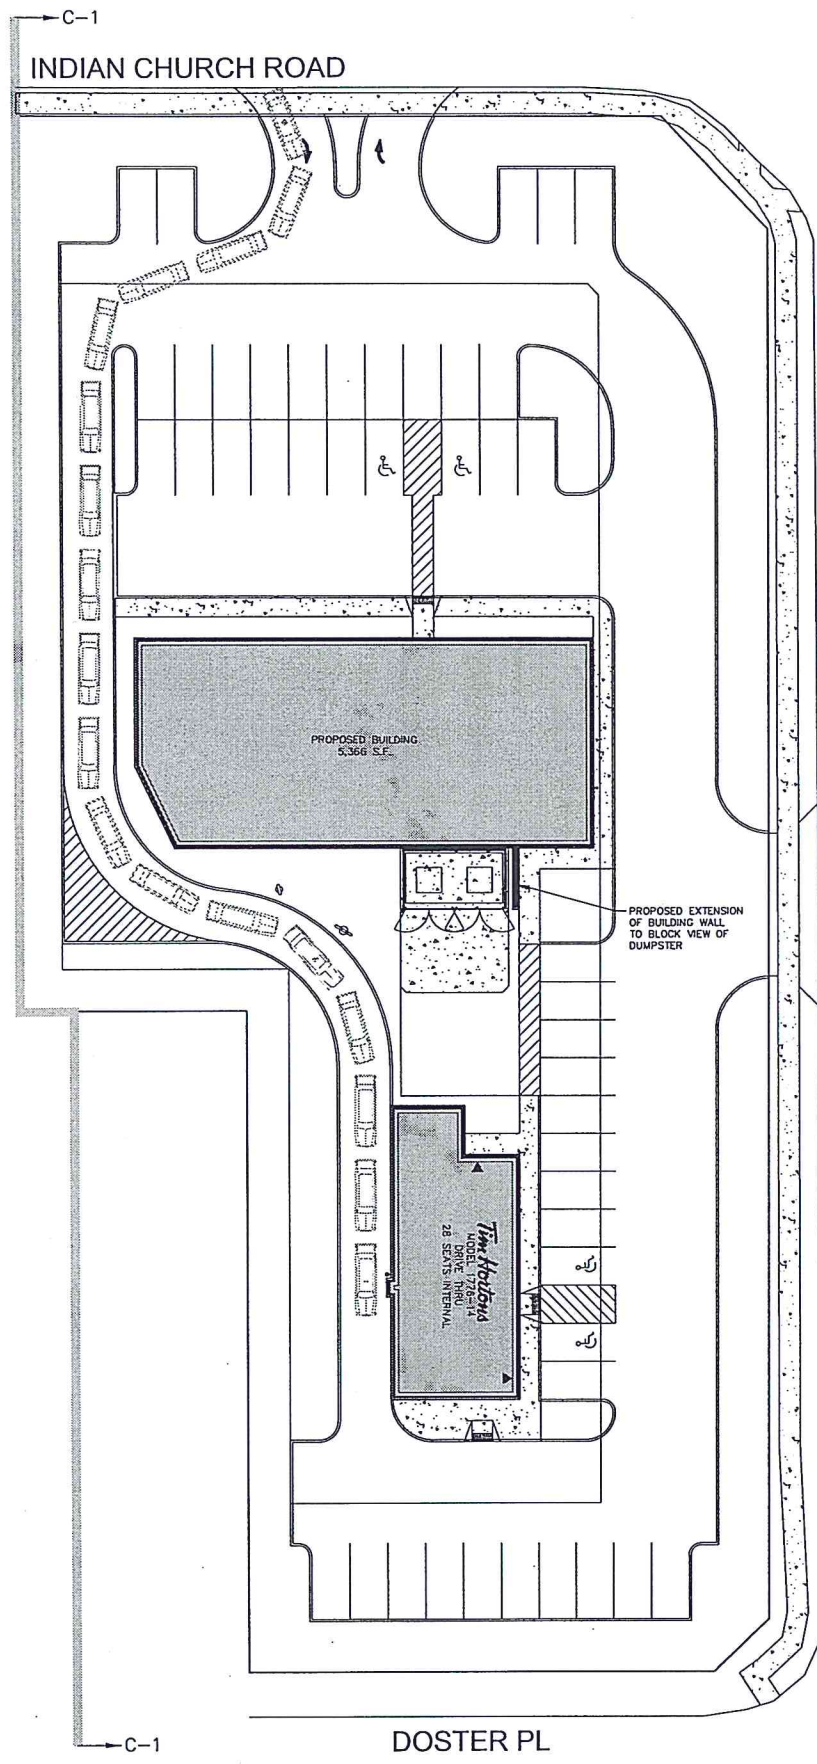 C-1
INDIAN CHURCH ROAD
PROPOSED BUILDING
5,366 S.F.
PROPOSED EXTENSION
OF BUILDING WALL
TO BLOCK VIEW OF
DUMPSTER
Tim Hortons
MODEL 1776-14
DRIVE THRU
28 SEATS INTERNAL
C-1
DOSTER PL